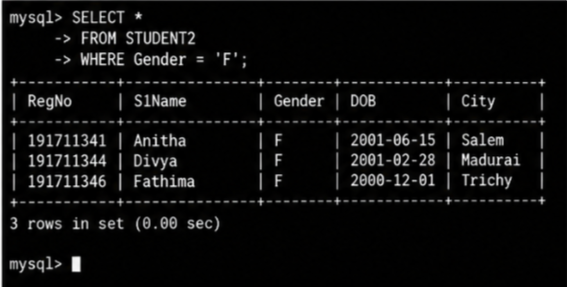 mysql> SELECT *
    -> FROM STUDENT2
    -> WHERE Gender = 'F';
+-----------+-------------+--------+------------+---------+
| RegNo | S1Name | Gender | DOB | City |
+-----------+-------------+--------+------------+---------+
| 191711341 | Anitha | F | 2001-06-15 | Salem |
| 191711344 | Divya | F | 2001-02-28 | Madurai |
| 191711346 | Fathima | F | 2000-12-01 | Trichy |
+-----------+-------------+--------+------------+---------+
3 rows in set (0.00 sec)
mysql>